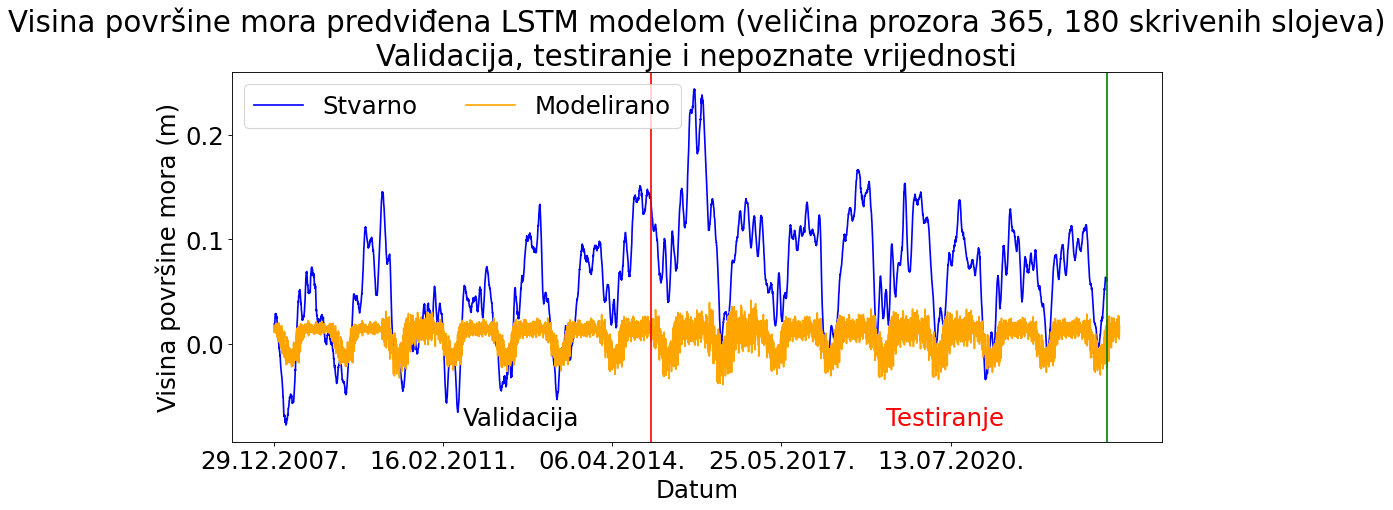 Visina površine mora predviđena LSTM modelom (veličina prozora 365, 180 skrivenih slojeva)
Validacija, testiranje i nepoznate vrijednosti
Stvarno
Modelirano
Visina površine mora (m)
0.2
0.1
0.0
Validacija
Testiranje
29.12.2007.
16.02.2011.
06.04.2014.
25.05.2017.
13.07.2020.
Datum